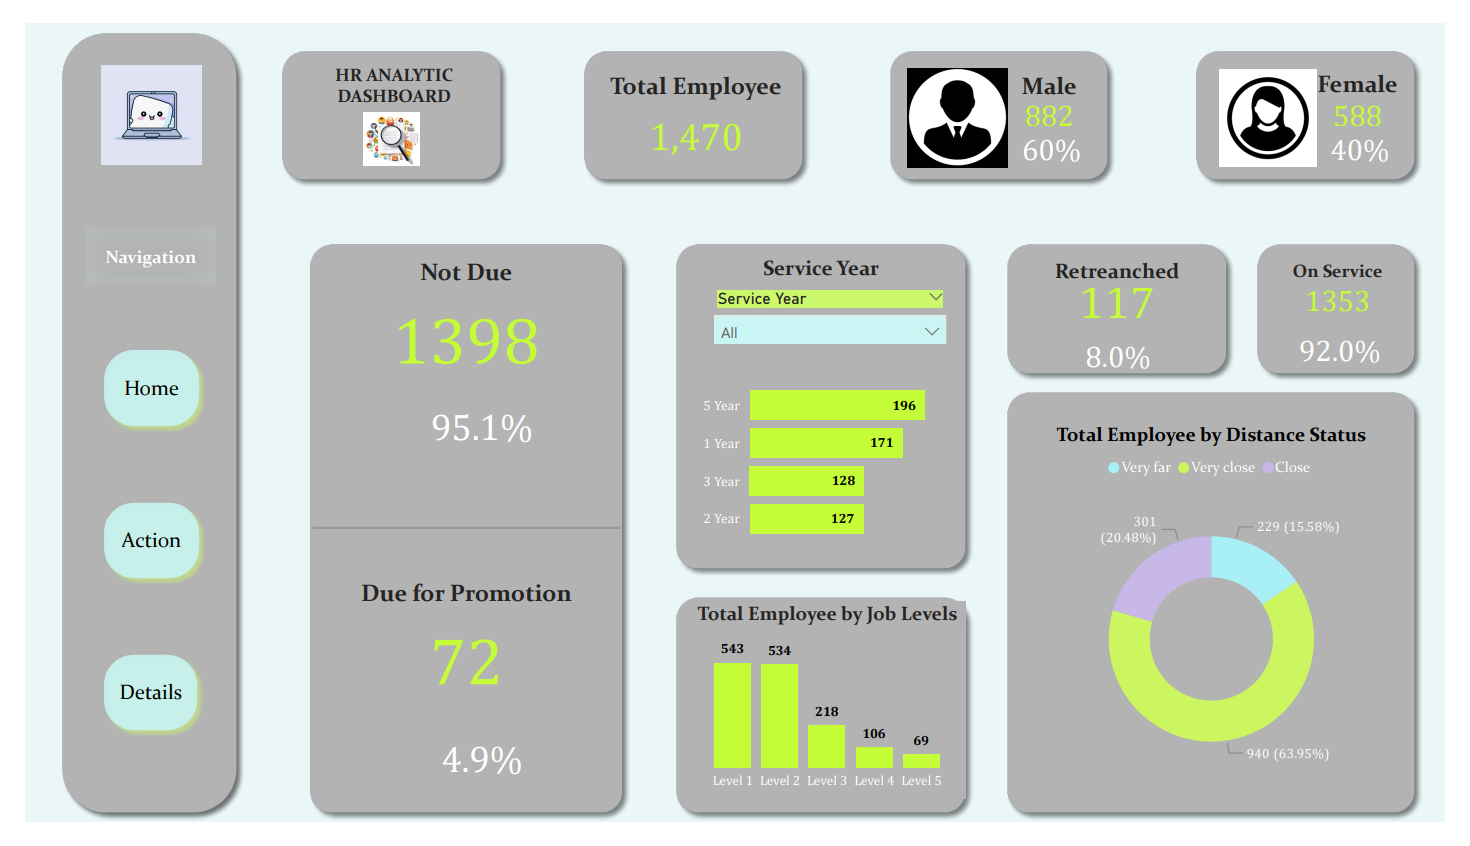 HR ANALYTIC
DASHBOARD
Total Employee
1,470
Male
882
60%
Female
588
40%
Navigation
Home
Action
Details
Not Due
1398
95.1%
Due for Promotion
72
4.9%
Service Year
Service Year
All
5 Year 196
1 Year 171
3 Year 128
2 Year 127
Total Employee by Job Levels
543 534 218 106 69
Level 1 Level 2 Level 3 Level 4 Level 5
Retreanched
117
8.0%
On Service
1353
92.0%
Total Employee by Distance Status
Very far Very close Close
301
(20.48%)
229 (15.58%)
940 (63.95%)